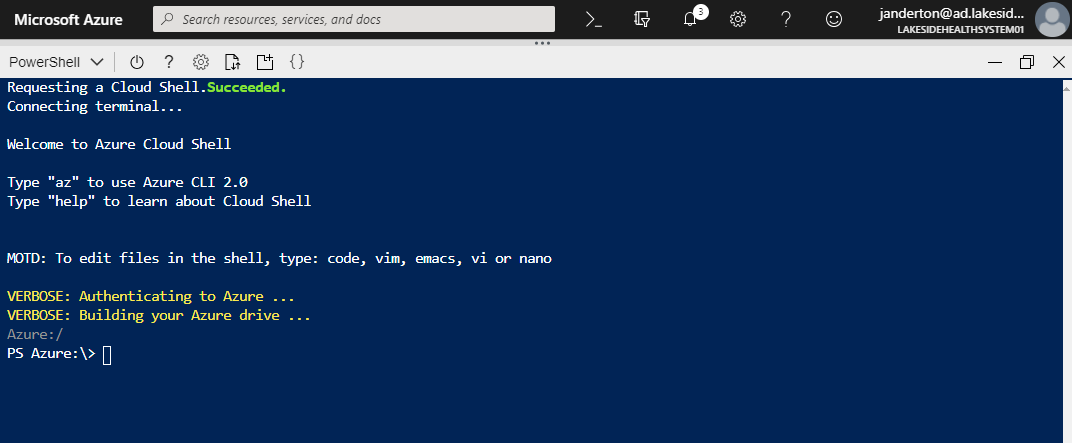 Microsoft Azure
Search resources, services, and docs
3
janderton@ad.lakesid...
LAKESIDEHEALTHSYSTEM01
PowerShell
Requesting a Cloud Shell.Succeeded.
Connecting terminal...
Welcome to Azure Cloud Shell
Type "az" to use Azure CLI 2.0
Type "help" to learn about Cloud Shell
MOTD: To edit files in the shell, type: code, vim, emacs, vi or nano
VERBOSE: Authenticating to Azure ...
VERBOSE: Building your Azure drive ...
Azure:/
PS Azure:\>